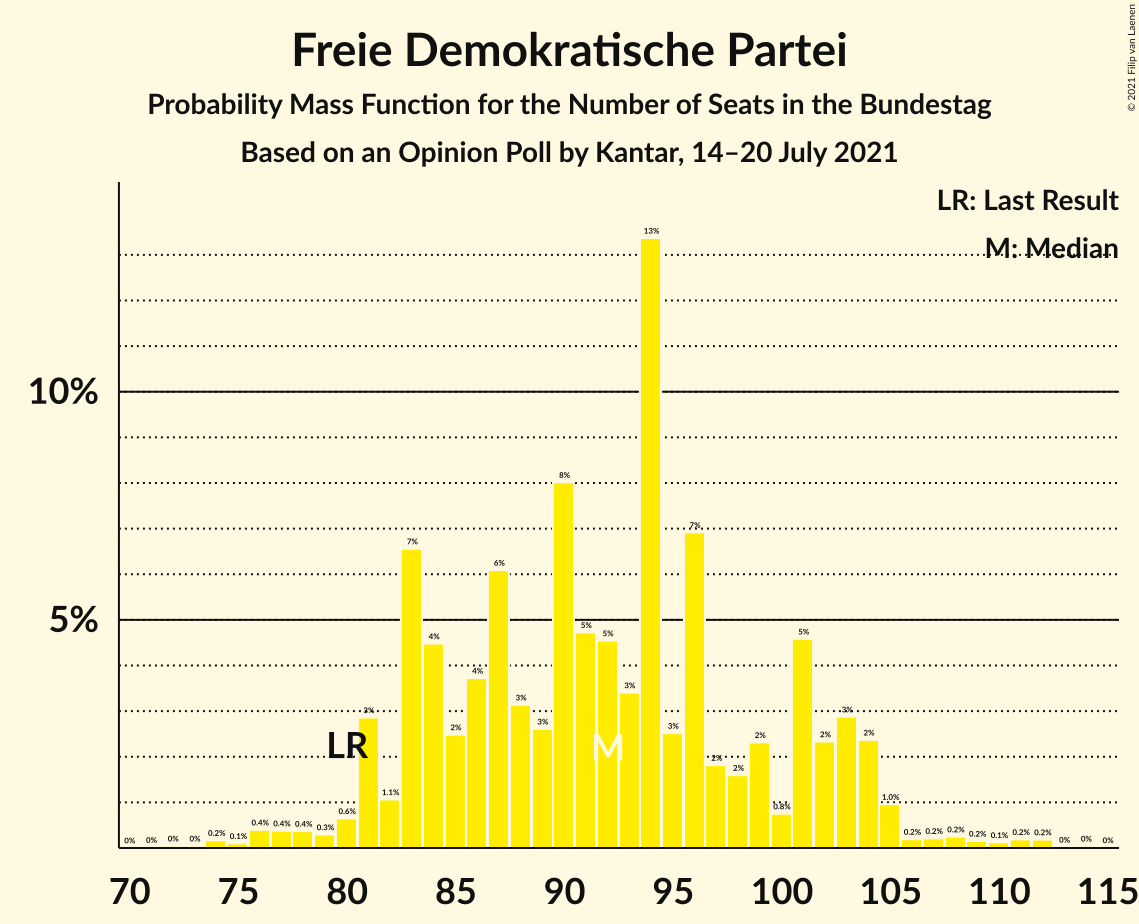 Freie Demokratische Partei
Probability Mass Function for the Number of Seats in the Bundestag
Based on an Opinion Poll by Kantar, 14–20 July 2021
© 2021 Filip van Laenen
LR: Last Result
M: Median
10%
5%
0% 0% 0% 0% 0.2% 0.1% 0.4% 0.4% 0.4% 0.3% 0.6% 3% 1.1% 7% 4% 2% 4% 6% 3% 3% 8% 5% 5% 3% 13% 3% 7% 2% 2% 2% 0.8% 5% 2% 3% 2% 1.0% 0.2% 0.2% 0.2% 0.2% 0.1% 0.2% 0.2% 0% 0% 0%
LR
M
70 75 80 85 90 95 100 105 110 115